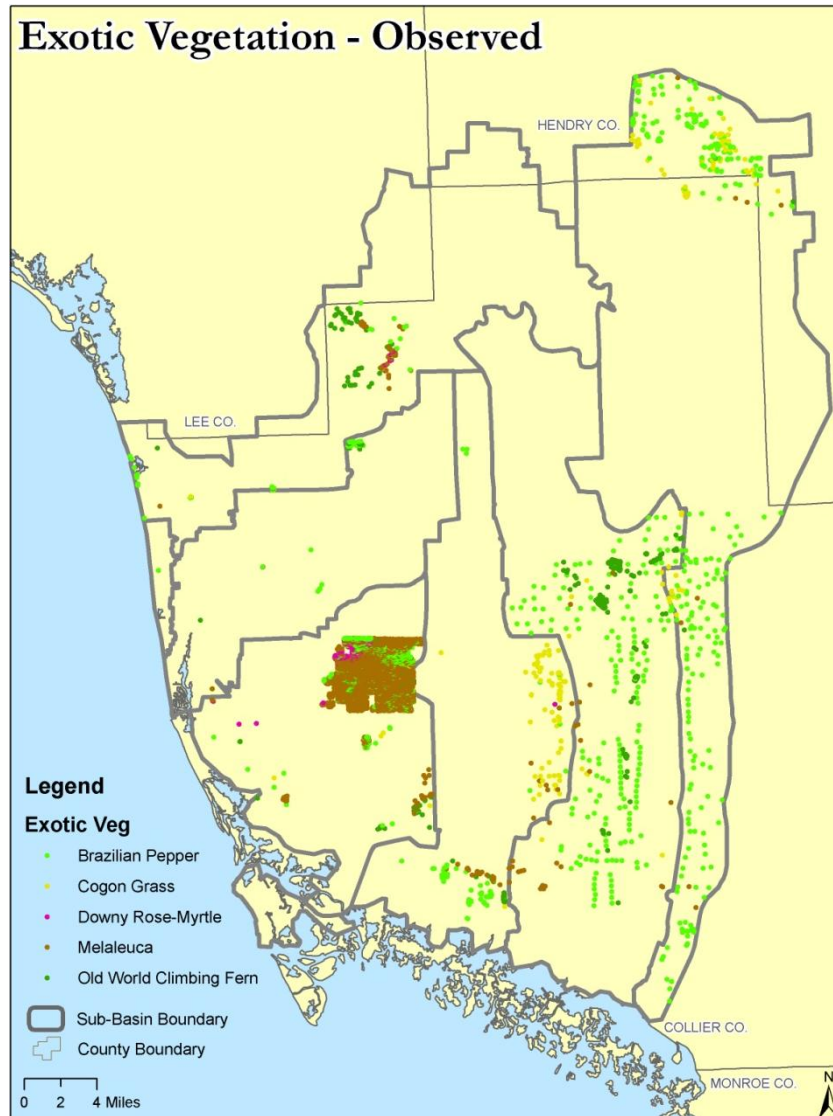 Exotic Vegetation - Observed
HENDRY CO.
LEE CO.
Legend
Exotic Veg
Brazilian Pepper
Cogon Grass
Downy Rose-Myrtle
Melaleuca
Old World Climbing Fern
Sub-Basin Boundary
County Boundary
0 2 4 Miles
COLLIER CO.
MONROE CO.
N